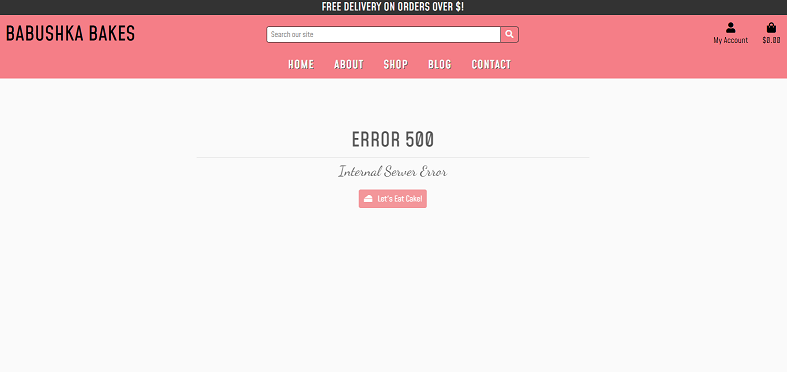 FREE DELIVERY ON ORDERS OVER $!
BABUSHKA BAKES
Search our site
My Account
$0.00
HOME ABOUT SHOP BLOG CONTACT
ERROR 500
Internal Server Error
Let's Eat Cake!